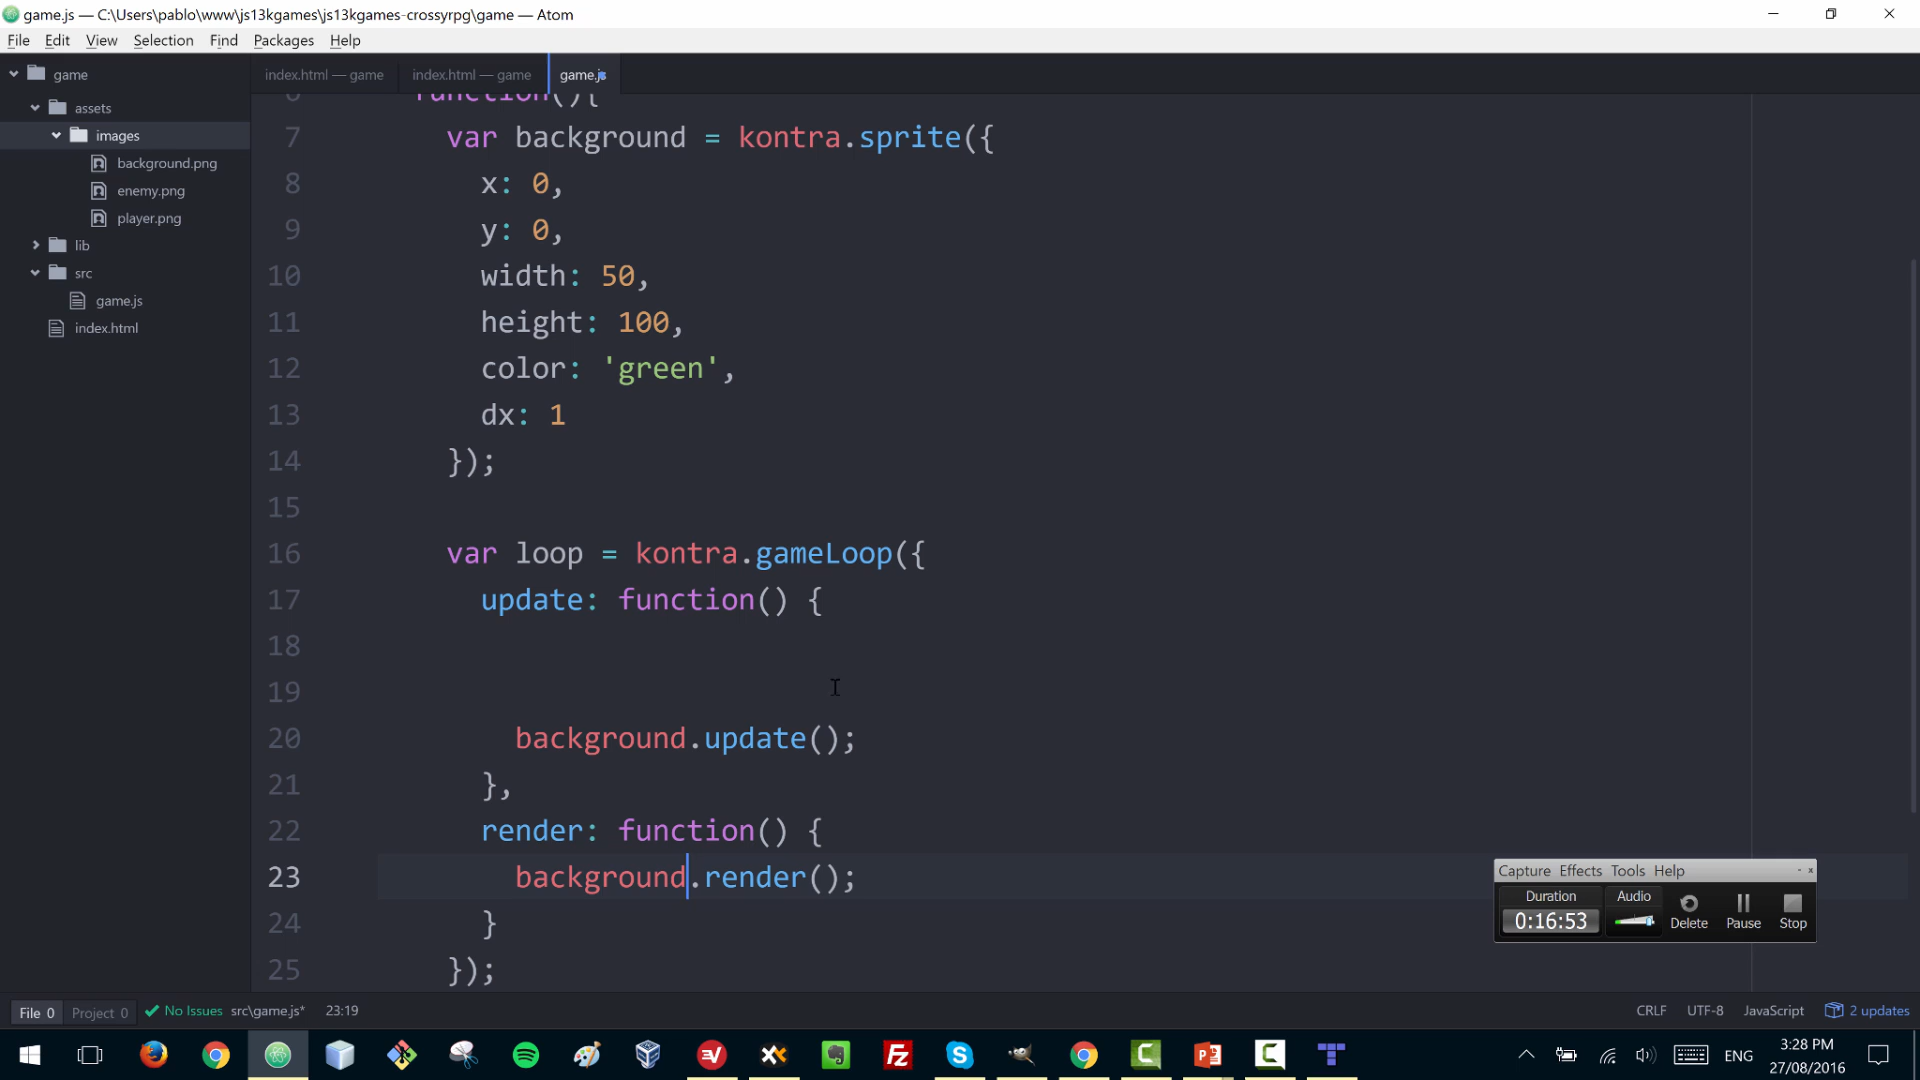 game.js — C:\Users\pablo\www\js13kgames\js13kgames-crossyrpg\game — Atom
File Edit View Selection Find Packages Help
index.html — game index.html — game game.js
game
assets
images
background.png
enemy.png
player.png
lib
src
game.js
index.html
6 function(){
7 var background = kontra.sprite({
8 x: 0,
9 y: 0,
10 width: 50,
11 height: 100,
12 color: 'green',
13 dx: 1
14 });
15
16 var loop = kontra.gameLoop({
17 update: function() {
18
19
20 background.update();
21 },
22 render: function() {
23 background.render();
24 }
25 });
Capture Effects Tools Help
Duration Audio
0:16:53 Delete Pause Stop
File 0 Project 0 No Issues src\game.js* 23:19 CRLF UTF-8 JavaScript 2 updates
ENG 3:28 PM
27/08/2016